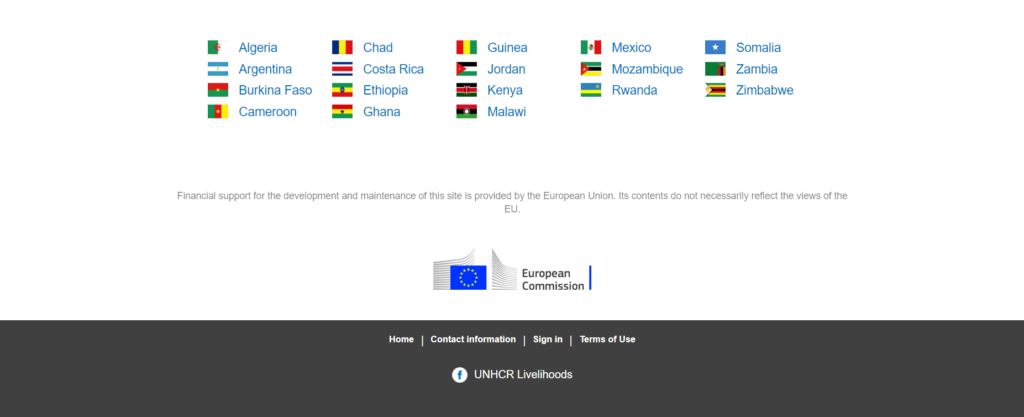 Algeria
Chad
Guinea
Mexico
Somalia
Argentina
Costa Rica
Jordan
Mozambique
Zambia
Burkina Faso
Ethiopia
Kenya
Rwanda
Zimbabwe
Cameroon
Ghana
Malawi
Financial support for the development and maintenance of this site is provided by the European Union. Its contents do not necessarily reflect the views of the
EU.
European
Commission
Home | Contact information | Sign in | Terms of Use
f UNHCR Livelihoods